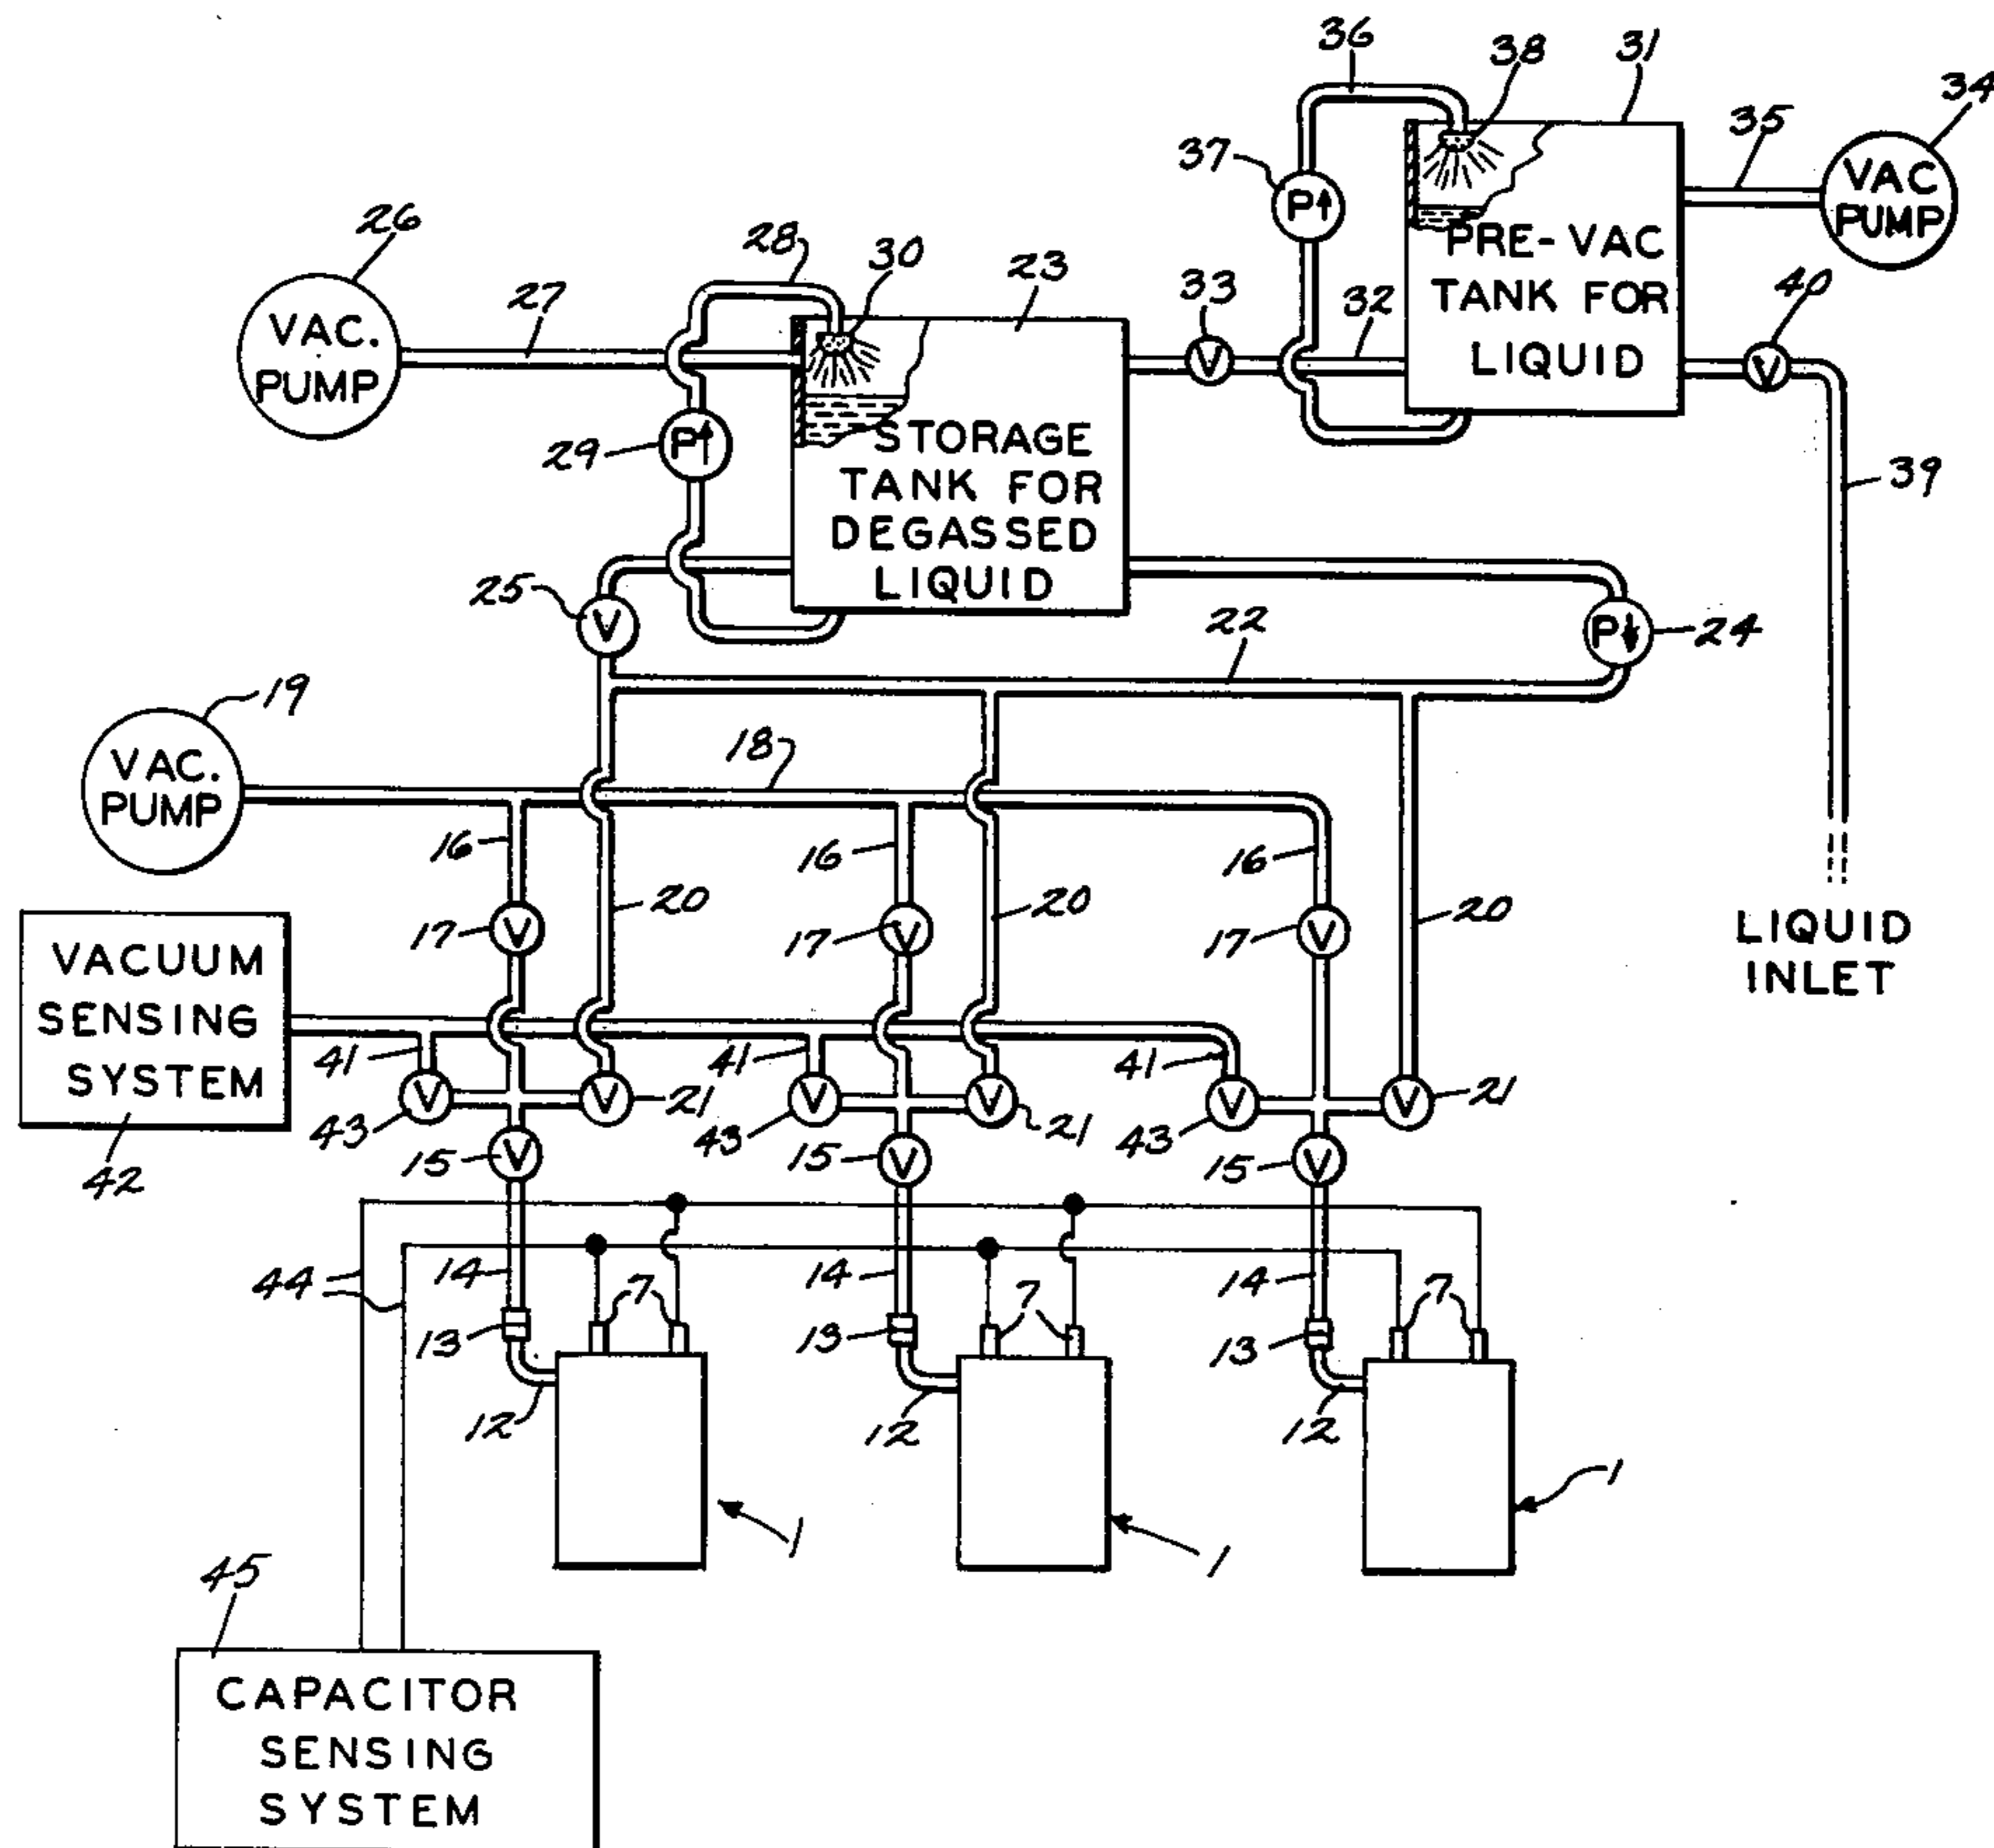 36
38
31
34
35
37
P
VAC
PUMP
26
28
30
23
33
32
PRE-VAC
TANK FOR
LIQUID
40
27
VAC.
PUMP
V
V
29
P
STORAGE
TANK FOR
DEGASSED
LIQUID
39
25
V
22
P
24
19
18
VAC.
PUMP
16
16
16
20
20
20
17
V
17
V
17
V
LIQUID
INLET
VACUUM
SENSING
SYSTEM
41
41
41
V
V
21
V
V
21
V
V
21
43
43
43
42
15
V
15
V
15
V
44
14
7
14
7
14
7
13
13
13
12
12
12
1
1
1
45
CAPACITOR
SENSING
SYSTEM